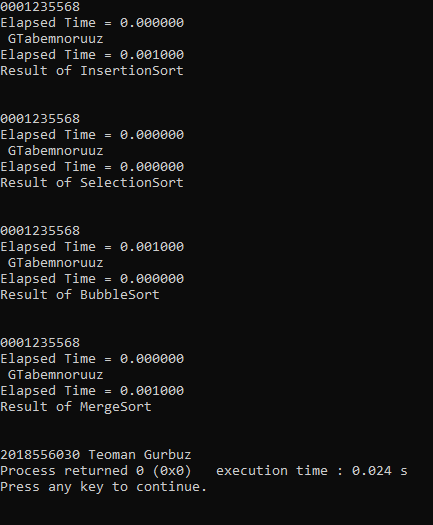 0001235568
Elapsed Time = 0.000000
 GTabemnoruuz
Elapsed Time = 0.001000
Result of InsertionSort
0001235568
Elapsed Time = 0.000000
 GTabemnoruuz
Elapsed Time = 0.000000
Result of SelectionSort
0001235568
Elapsed Time = 0.001000
 GTabemnoruuz
Elapsed Time = 0.000000
Result of BubbleSort
0001235568
Elapsed Time = 0.000000
 GTabemnoruuz
Elapsed Time = 0.001000
Result of MergeSort
2018556030 Teoman Gurbuz
Process returned 0 (0x0)   execution time : 0.024 s
Press any key to continue.